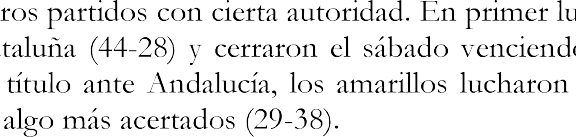 ros partidos con cierta autoridad. En primer lu
taluña (44-28) y cerraron el sábado venciendo
título ante Andalucía, los amarillos lucharon
algo más acertados (29-38).